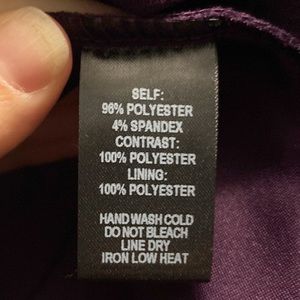 SELF:
96% POLYESTER
4% SPANDEX
CONTRAST:
100% POLYESTER
LINING:
100% POLYESTER
HAND WASH COLD
DO NOT BLEACH
LINE DRY
IRON LOW HEAT